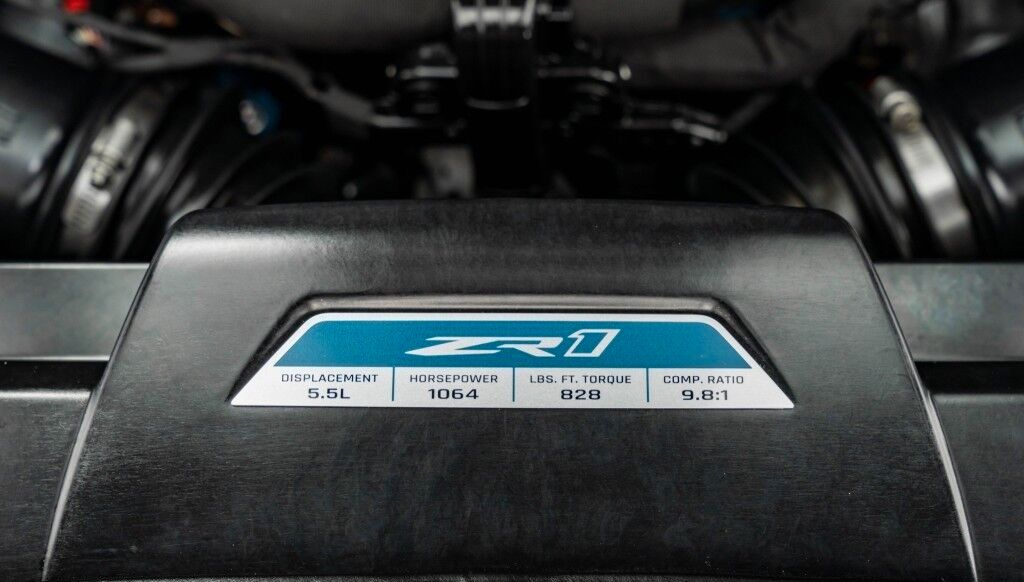 ZR1
DISPLACEMENT HORSEPOWER LBS. FT. TORQUE COMP. RATIO
5.5L 1064 828 9.8:1